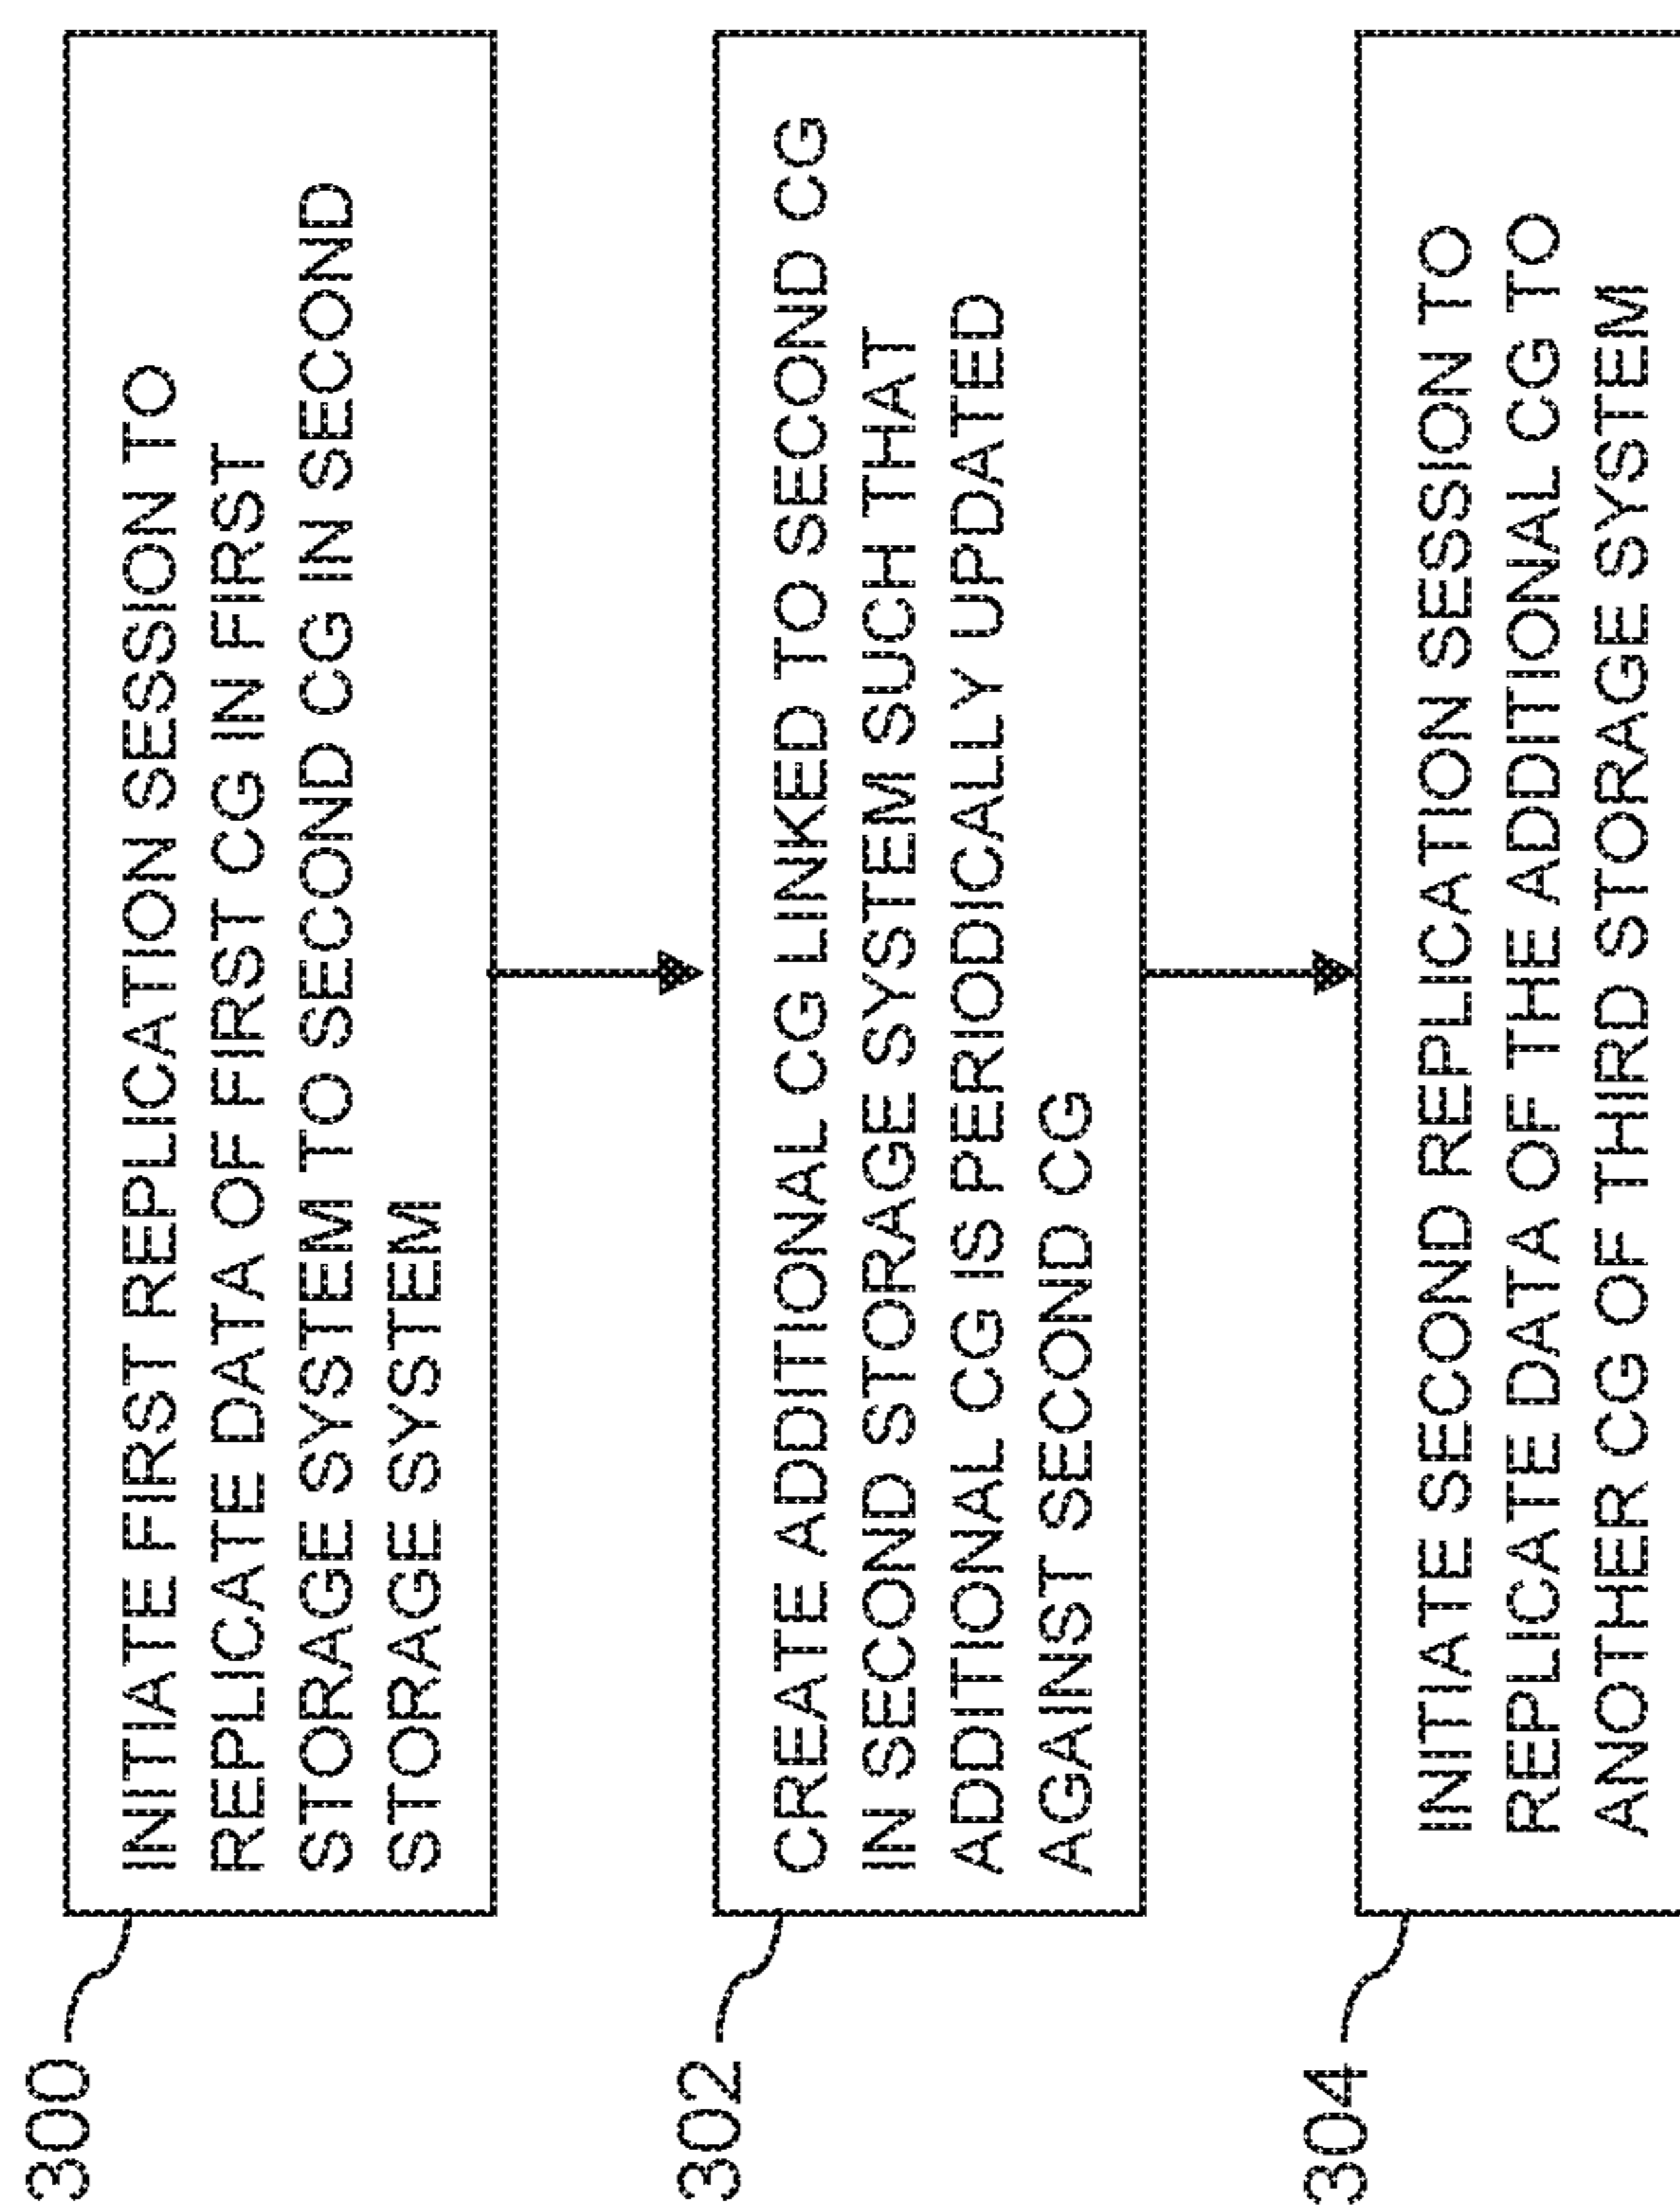 300
INITIATE FIRST REPLICATION SESSION TO
REPLICATE DATA OF FIRST CG IN FIRST
STORAGE SYSTEM TO SECOND CG IN SECOND
STORAGE SYSTEM
302
CREATE ADDITIONAL CG LINKED TO SECOND CG
IN SECOND STORAGE SYSTEM SUCH THAT
ADDITIONAL CG IS PERIODICALLY UPDATED
AGAINST SECOND CG
304
INITIATE SECOND REPLICATION SESSION TO
REPLICATE DATA OF THE ADDITIONAL CG TO
ANOTHER CG OF THIRD STORAGE SYSTEM